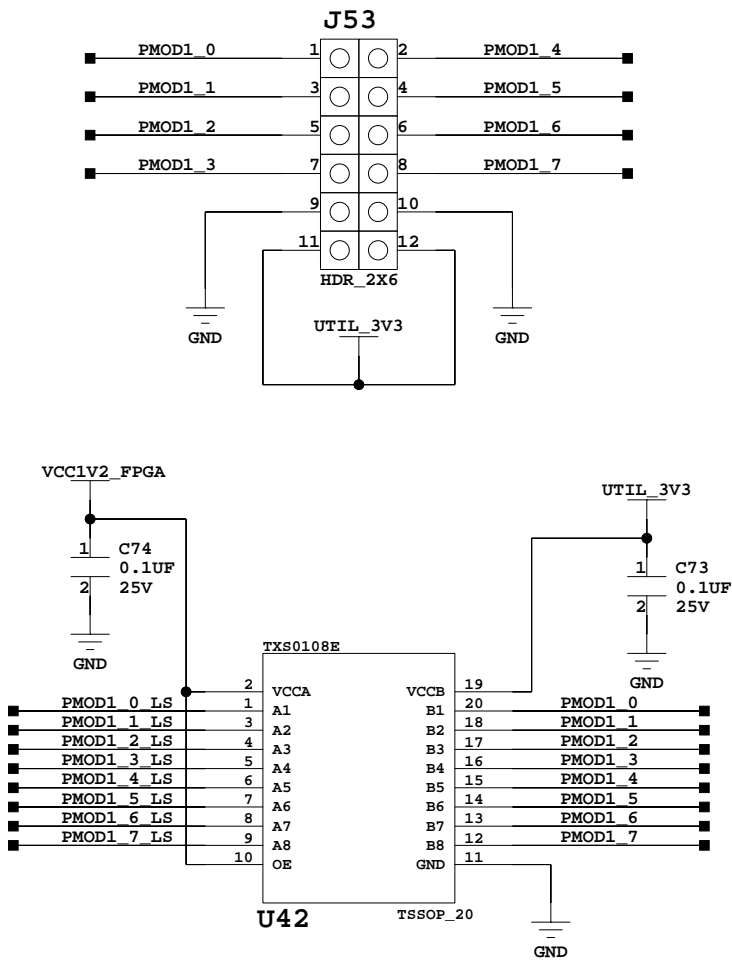 J53
PMOD1_0 1 2 PMOD1_4
PMOD1_1 3 4 PMOD1_5
PMOD1_2 5 6 PMOD1_6
PMOD1_3 7 8 PMOD1_7
9 10
11 12
HDR_2X6
GND UTIL_3V3 GND
VCC1V2_FPGA
UTIL_3V3
1 C74
0.1UF
2 25V
GND
1 C73
0.1UF
2 25V
GND
TXS0108E
2 VCCA VCCB 19
PMOD1_0_LS 1 A1 B1 20 PMOD1_0
PMOD1_1_LS 3 A2 B2 18 PMOD1_1
PMOD1_2_LS 4 A3 B3 17 PMOD1_2
PMOD1_3_LS 5 A4 B4 16 PMOD1_3
PMOD1_4_LS 6 A5 B5 15 PMOD1_4
PMOD1_5_LS 7 A6 B6 14 PMOD1_5
PMOD1_6_LS 8 A7 B7 13 PMOD1_6
PMOD1_7_LS 9 A8 B8 12 PMOD1_7
10 OE GND 11
U42 TSSOP_20
GND